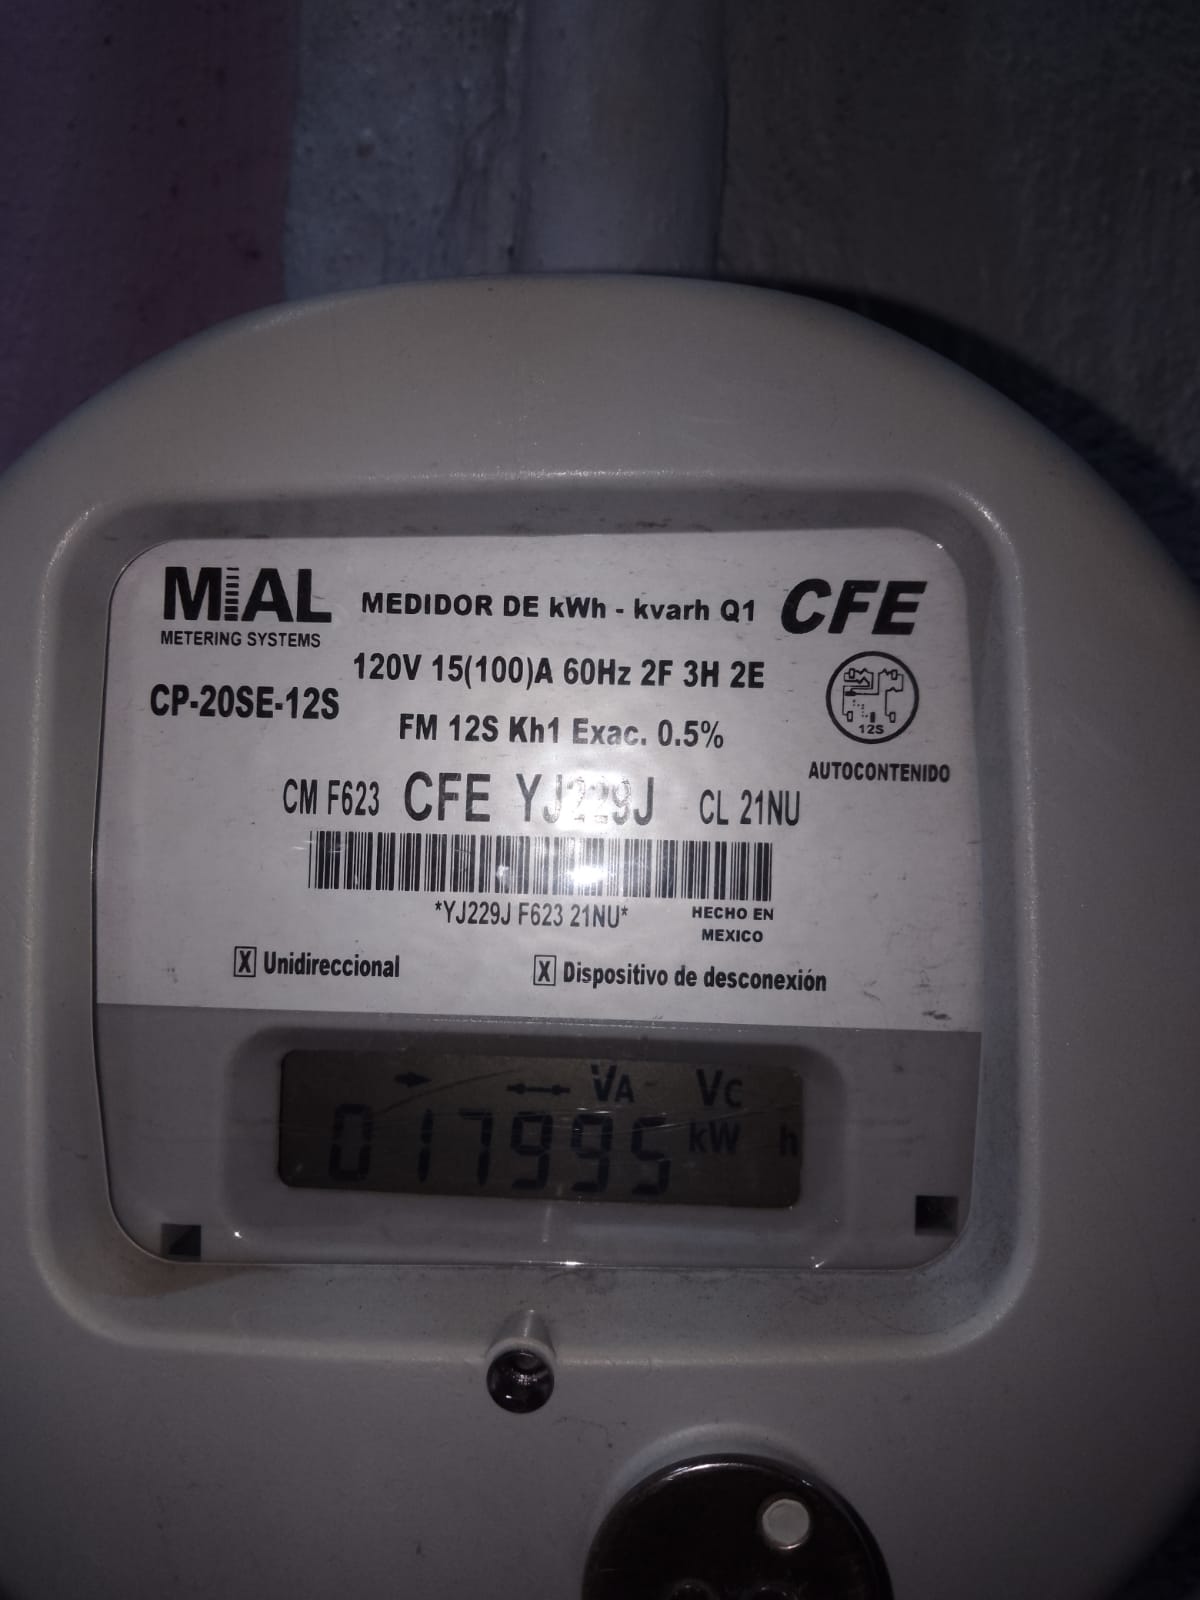 MIAL
METERING SYSTEMS
MEDIDOR DE kWh - kvarh Q1
CFE
120V 15(100)A 60Hz 2F 3H 2E
CP-20SE-12S
FM 12S Kh1 Exac. 0.5%
12S
AUTOCONTENIDO
CM F623 CFE YJ229J CL 21NU
*YJ229J F623 21NU*
HECHO EN
MEXICO
X Unidireccional
X Dispositivo de desconexión
VA VC
017995 kW h